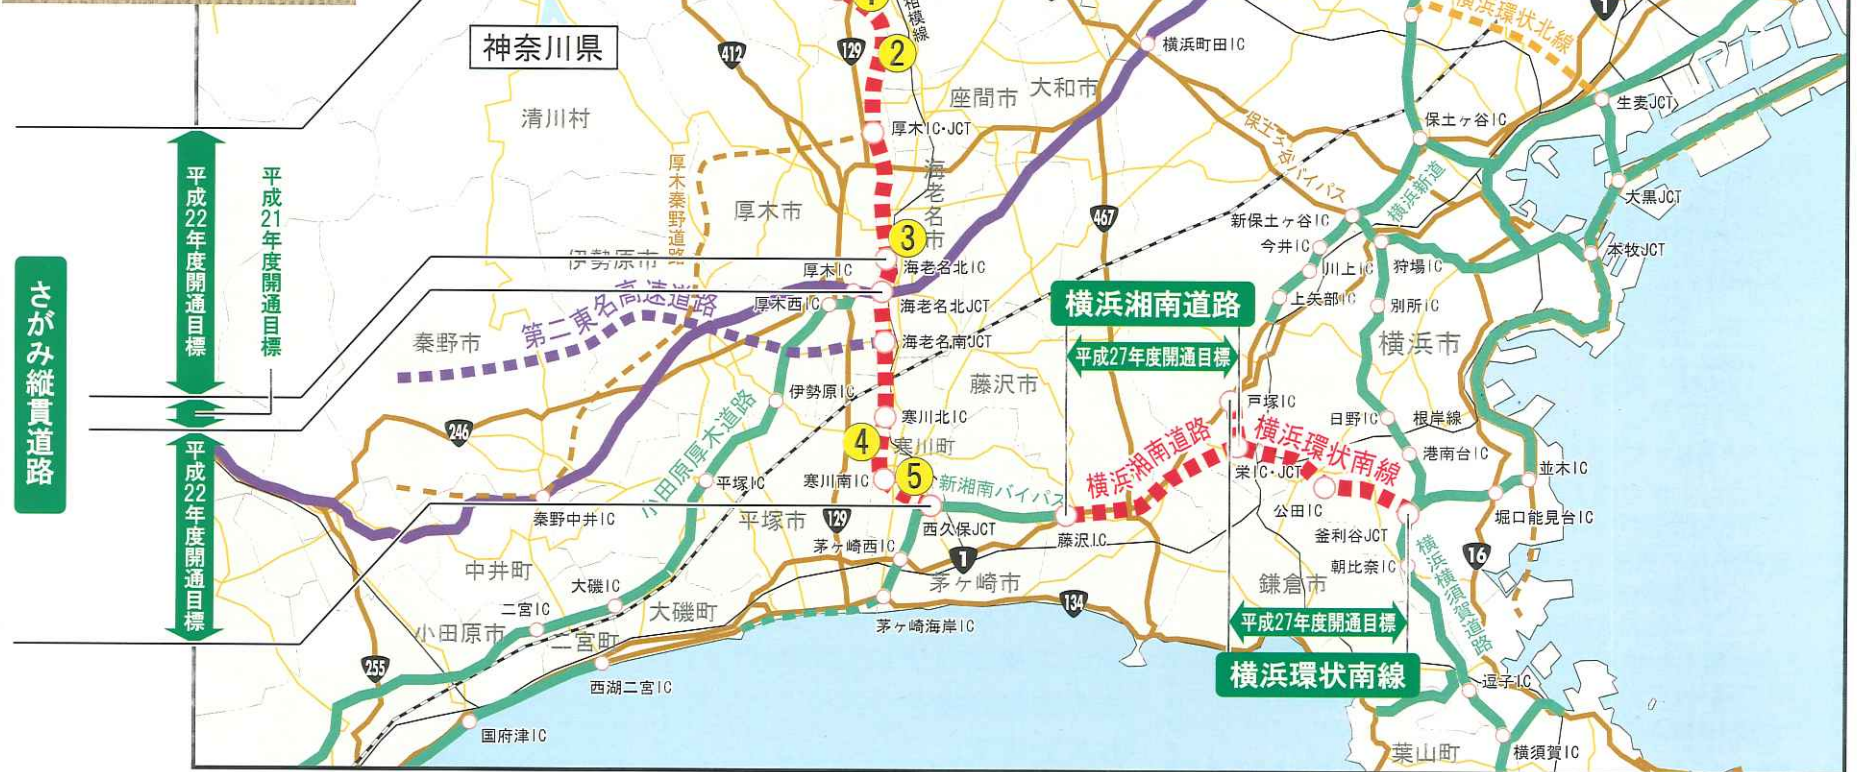 1
相模線
1
横浜環状北線
神奈川県
412
129
2
横浜町田IC
座間市
大和市
生麦JCT
清川村
厚木IC・JCT
保土ヶ谷バイパス
保土ヶ谷IC
平成22年度開通目標
平成21年度開通目標
厚木秦野道路
海老名市
厚木市
467
横浜新道
大黒JCT
新保土ヶ谷IC
3
今井IC
本牧JCT
伊勢原市
厚木IC
海老名北IC
川上IC
狩場IC
さがみ縦貫道路
厚木西IC
海老名北JCT
横浜湘南道路
上矢部IC
別所IC
第二東名高速道路
秦野市
海老名南JCT
平成27年度開通目標
横浜市
藤沢市
伊勢原IC
戸塚IC
寒川北IC
日野IC
根岸線
246
小田原厚木道路
4
寒川町
横浜湘南道路
横浜環状南線
港南台IC
平成22年度開通目標
平塚IC
寒川南IC
5
新湘南バイパス
栄IC・JCT
並木IC
秦野中井IC
平塚市
129
西久保JCT
藤沢IC
公田IC
堀口能見台IC
釜利谷JCT
茅ヶ崎西IC
1
16
中井町
大磯IC
茅ヶ崎市
鎌倉市
朝比奈IC
横浜横須賀道路
二宮IC
大磯町
134
小田原市
二宮町
茅ヶ崎海岸IC
平成27年度開通目標
255
西湖二宮IC
横浜環状南線
逗子IC
国府津IC
葉山町
横須賀IC